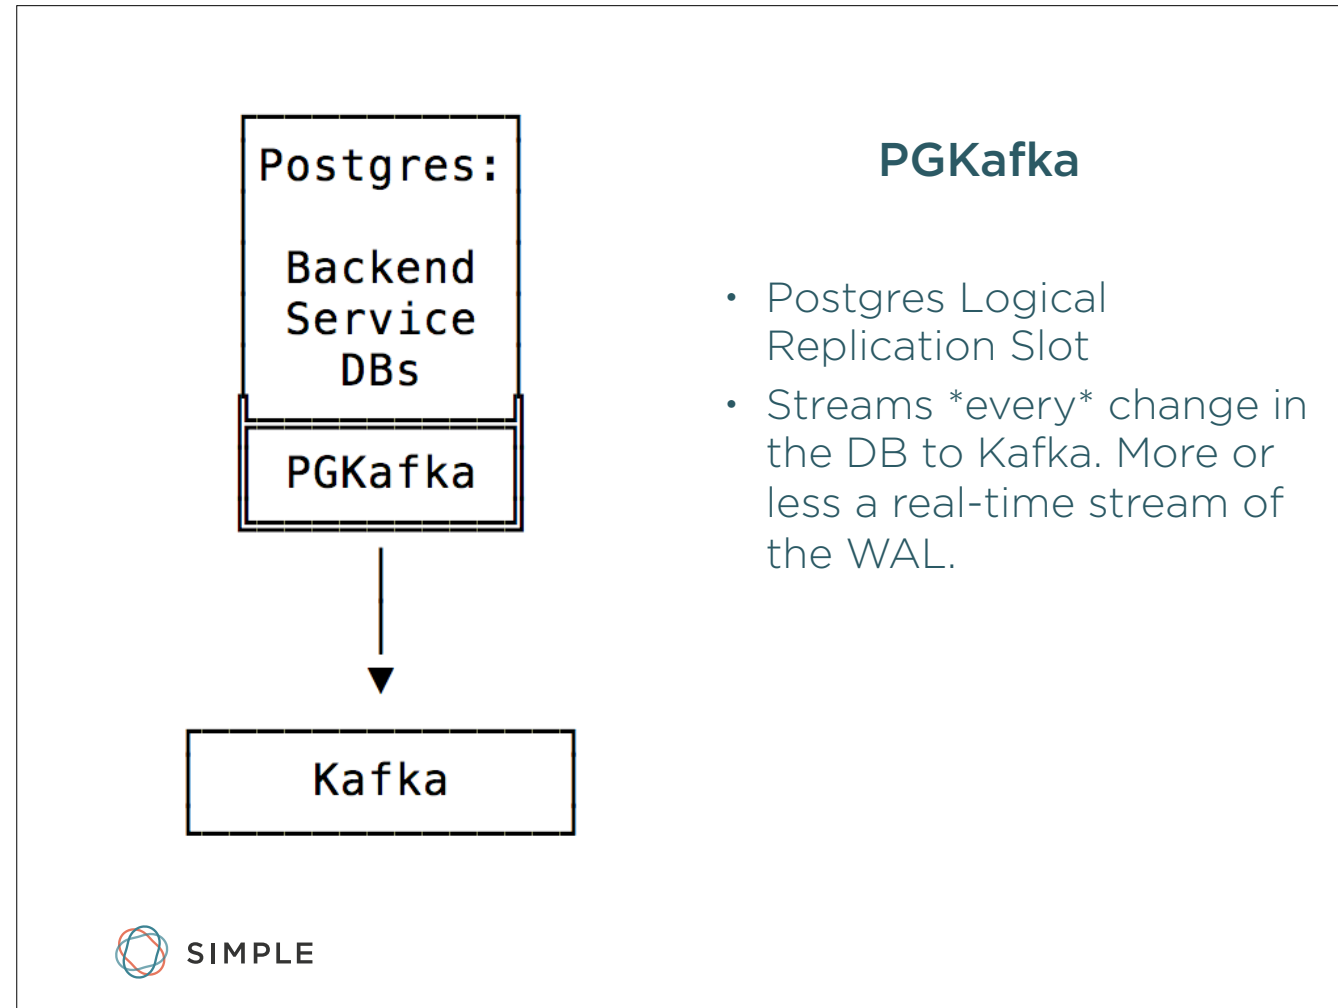 Postgres:
Backend
Service
DBs
PGKafka
Kafka
PGKafka
• Postgres Logical
Replication Slot
• Streams *every* change in
the DB to Kafka. More or
less a real-time stream of
the WAL.
SIMPLE